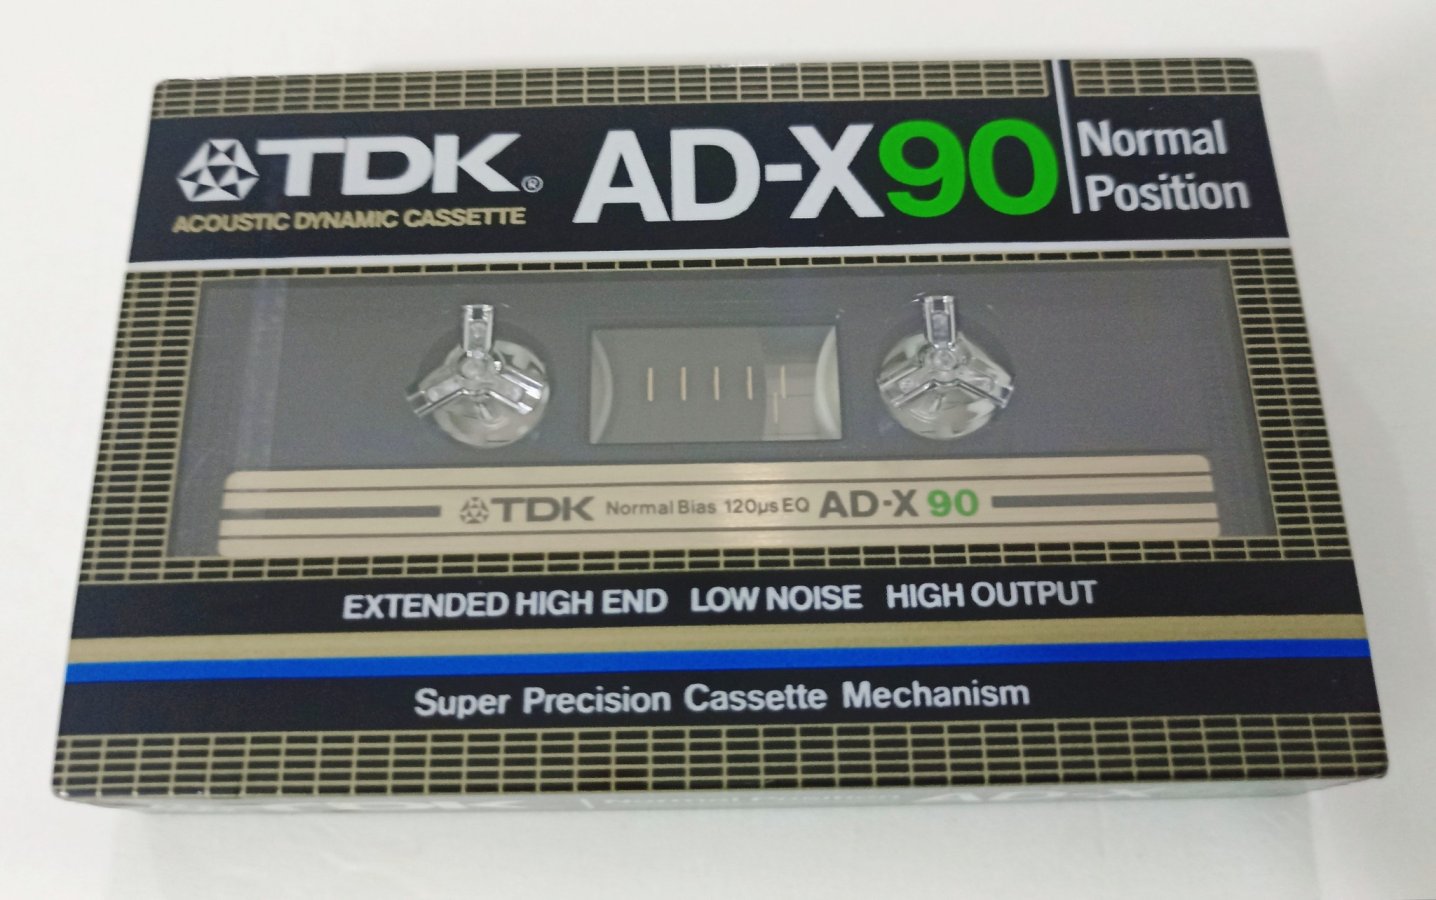 TDK® AD-X90 Normal Position
ACOUSTIC DYNAMIC CASSETTE
TDK Normal Bias 120µs EQ AD-X 90
EXTENDED HIGH END LOW NOISE HIGH OUTPUT
Super Precision Cassette Mechanism